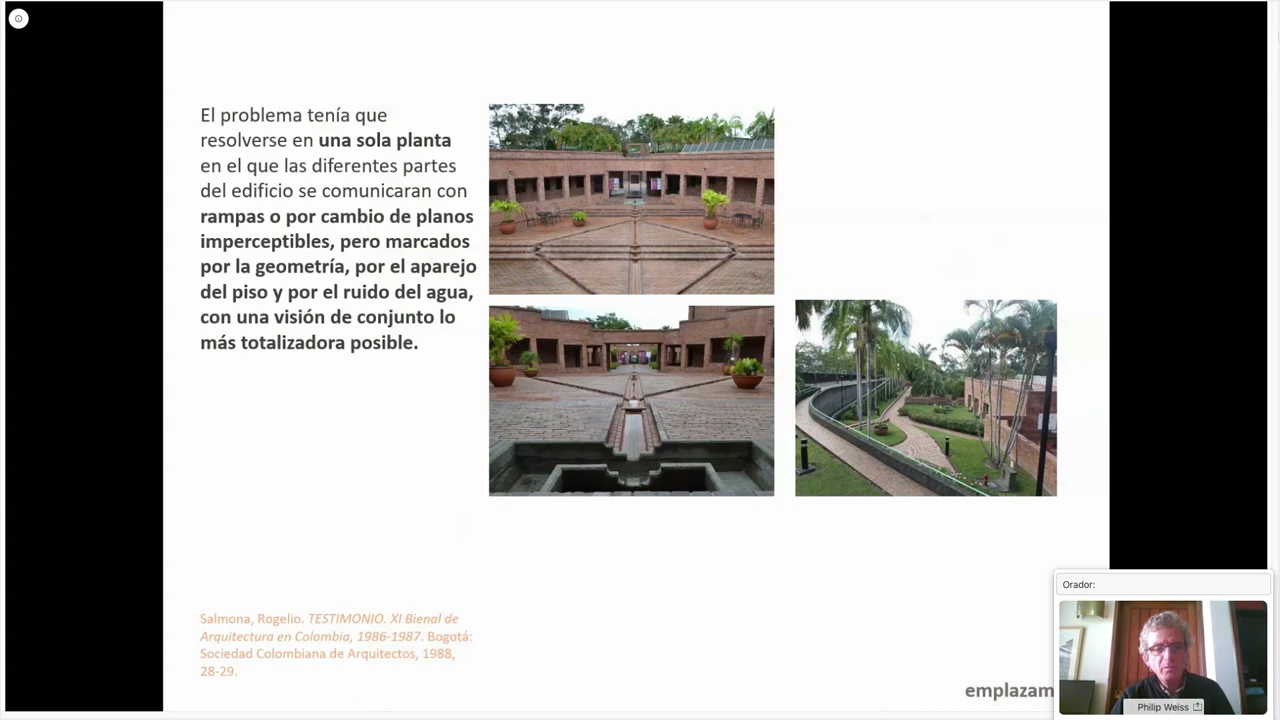 El problema tenía que
resolverse en una sola planta
en el que las diferentes partes
del edificio se comunicaran con
rampas o por cambio de planos
imperceptibles, pero marcados
por la geometría, por el aparejo
del piso y por el ruido del agua,
con una visión de conjunto lo
más totalizadora posible.
Salmona, Rogelio. TESTIMONIO. XI Bienal de
Arquitectura en Colombia, 1986-1987. Bogotá:
Sociedad Colombiana de Arquitectos, 1988,
28-29.
emplazam
Orador:
Philip Weiss